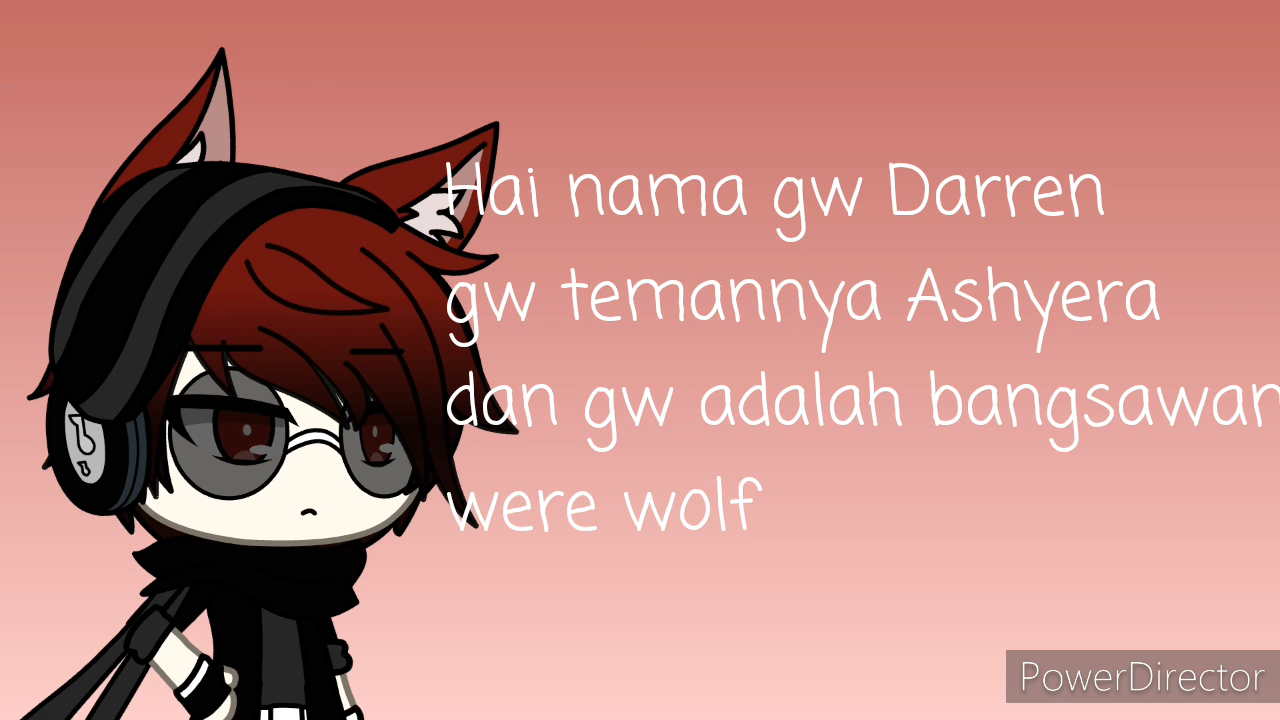 Hai nama gw Darren
gw temannya Ashyera
dan gw adalah bangsawan
were wolf
PowerDirector